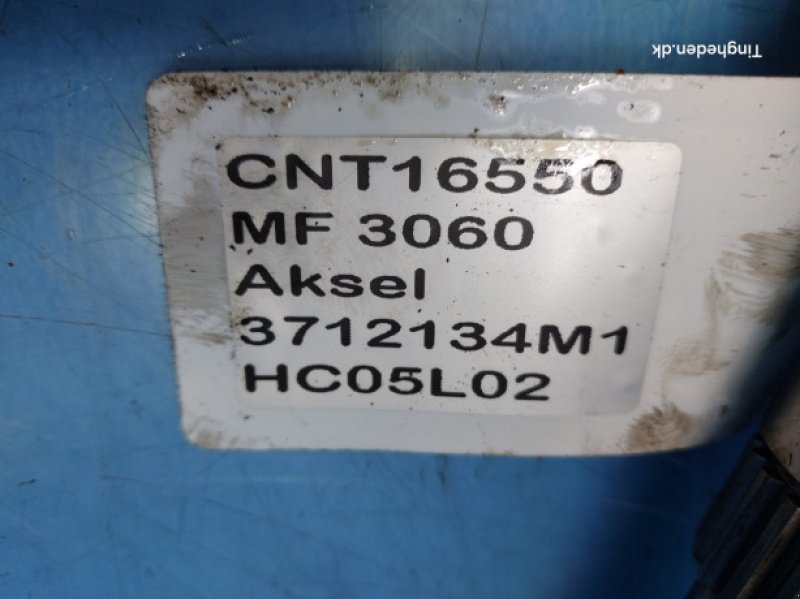 Tingheden.dk
CNT16550
MF 3060
Aksel
3712134M1
HC05L02